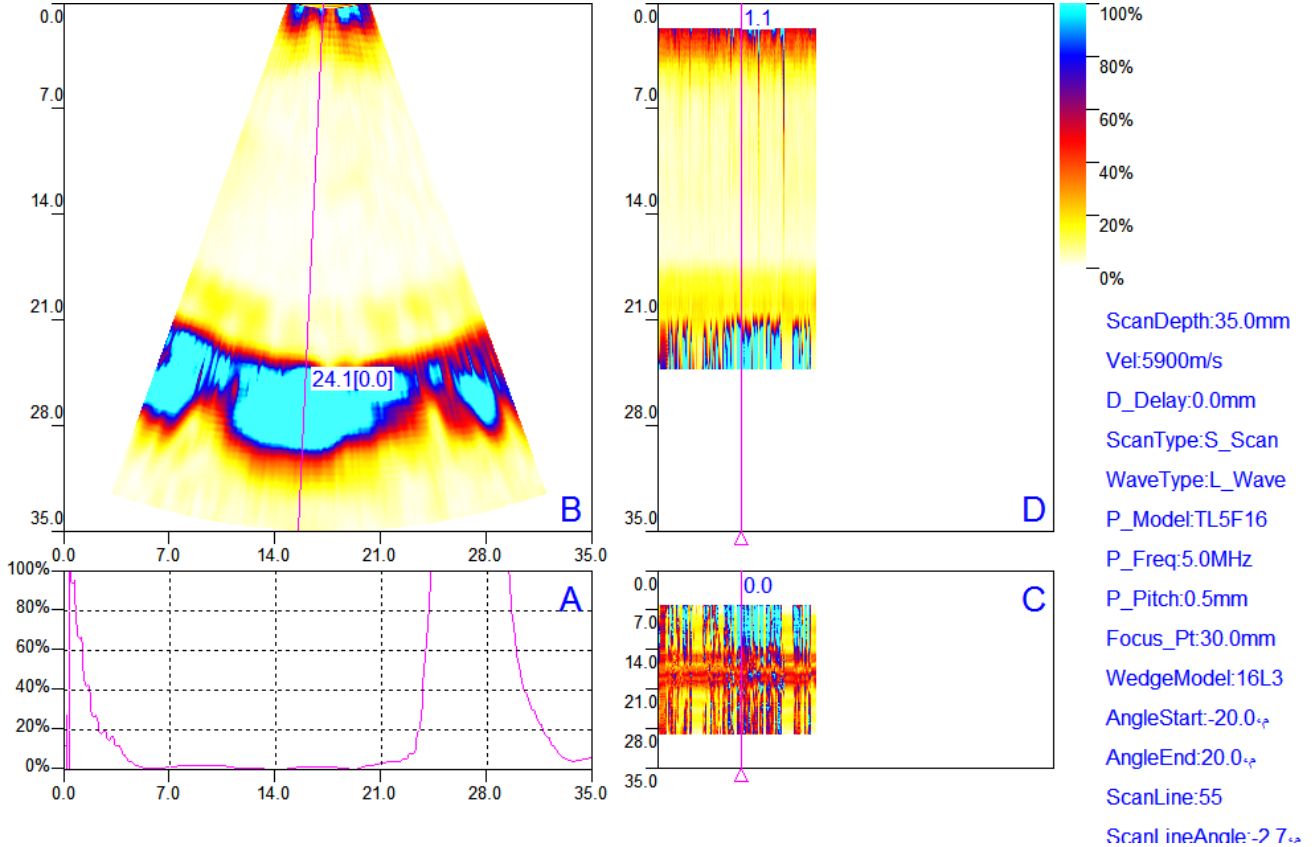 0.0
7.0
14.0
21.0
28.0
35.0
24.1[0.0]
B
0.0 7.0 14.0 21.0 28.0 35.0
0.0
7.0
14.0
21.0
28.0
35.0
1.1
D
100%
80%
60%
40%
20%
0%
100%
80%
60%
40%
20%
0%
A
0.0 7.0 14.0 21.0 28.0 35.0
0.0
7.0
14.0
21.0
28.0
35.0
0.0
C
ScanDepth:35.0mm
Vel:5900m/s
D_Delay:0.0mm
ScanType:S_Scan
WaveType:L_Wave
P_Model:TL5F16
P_Freq:5.0MHz
P_Pitch:0.5mm
Focus_Pt:30.0mm
WedgeModel:16L3
AngleStart:-20.0
AngleEnd:20.0
ScanLine:55
ScanLineAngle:-2.7